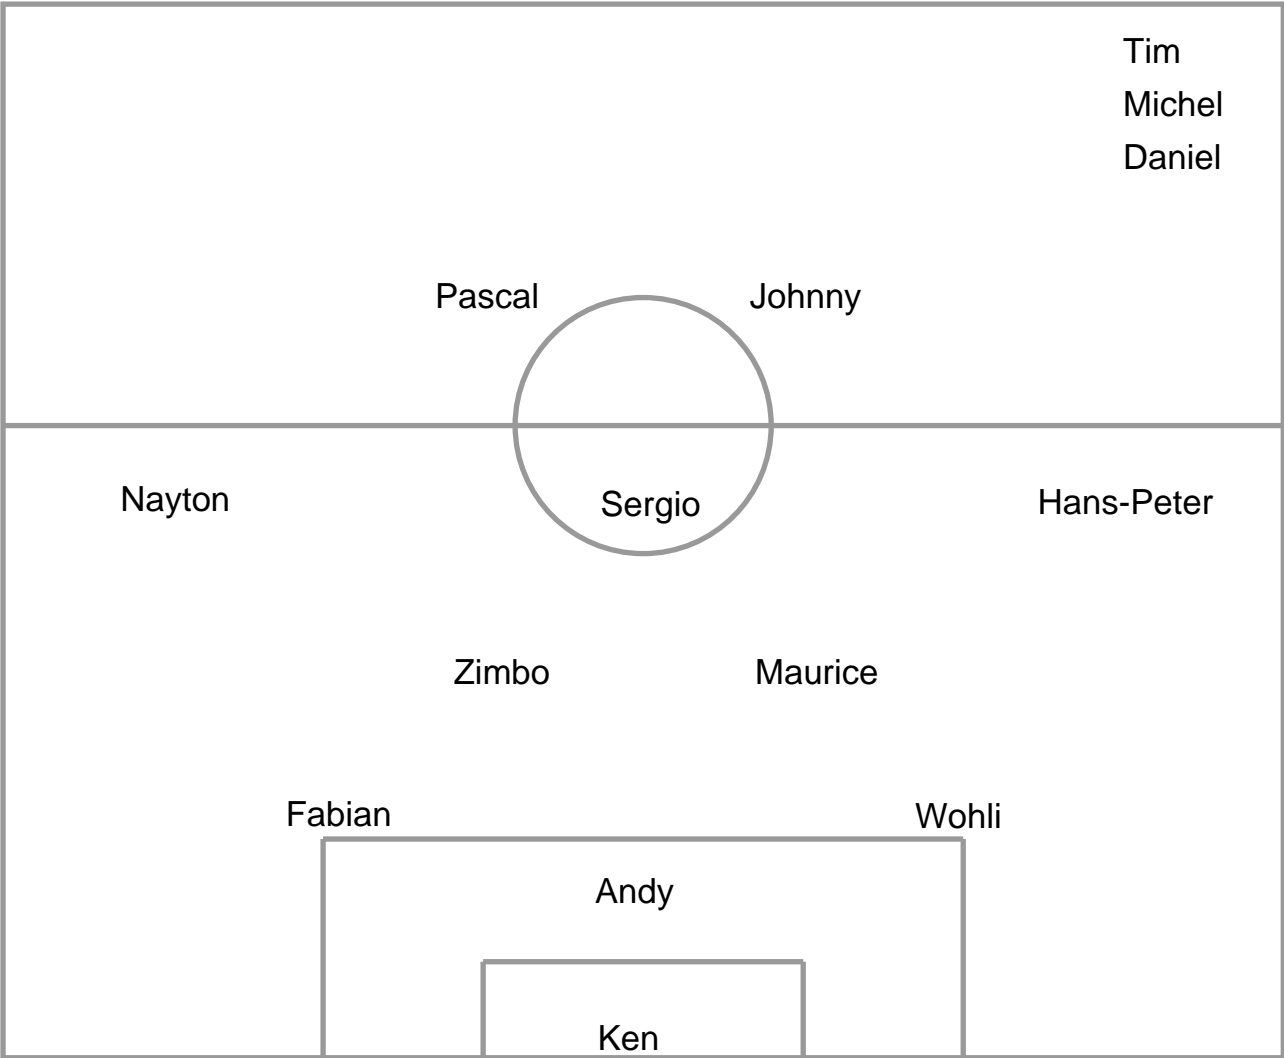 Tim
Michel
Daniel
Pascal Johnny
Nayton Sergio Hans-Peter
Zimbo Maurice
Fabian Wohli
Andy
Ken